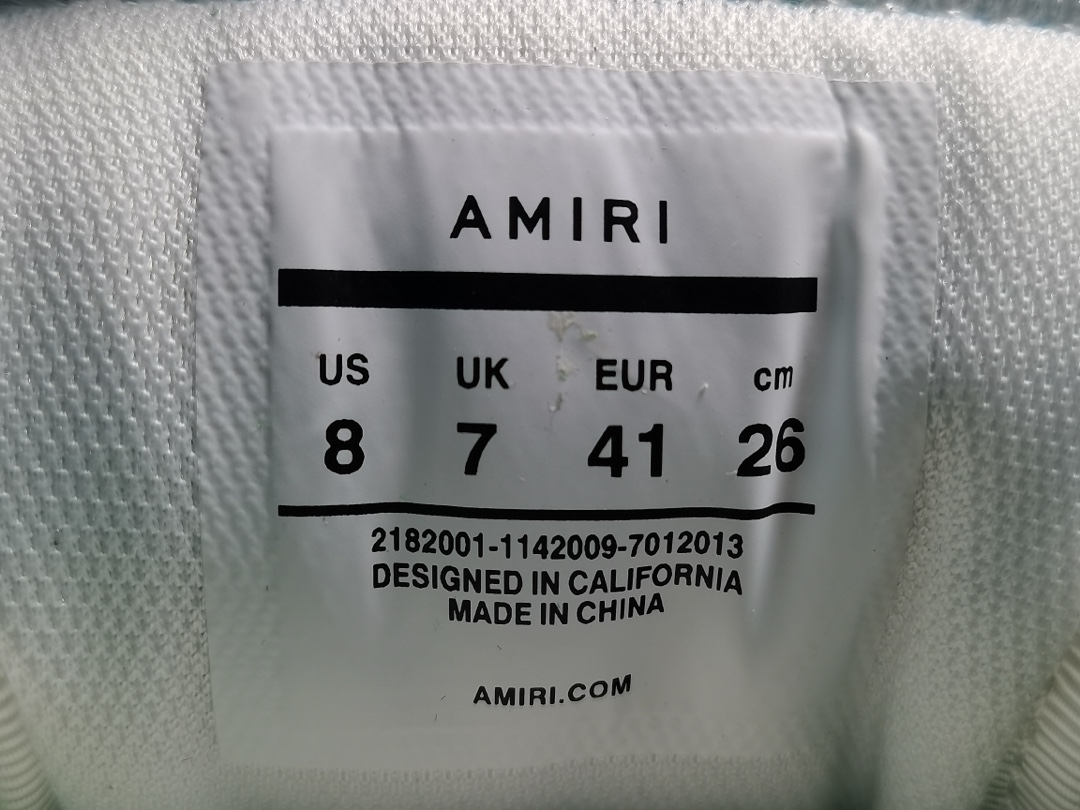 AMIRI
US UK EUR cm
8 7 41 26
2182001-1142009-7012013
DESIGNED IN CALIFORNIA
MADE IN CHINA
AMIRI.COM